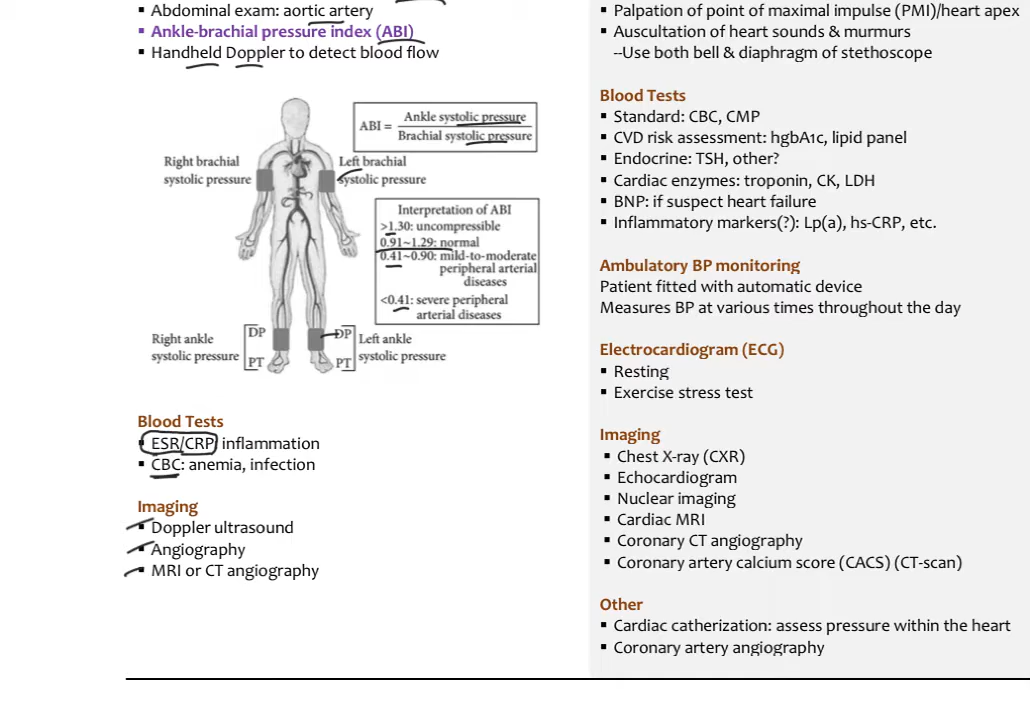 ▪ Abdominal exam: aortic artery
▪ Ankle-brachial pressure index (ABI)
▪ Handheld Doppler to detect blood flow
ABI = Ankle systolic pressure
Brachial systolic pressure
Right brachial
systolic pressure
Left brachial
systolic pressure
Interpretation of ABI
>1.30: uncompressible
0.91~1.29: normal
0.41~0.90: mild-to-moderate
peripheral arterial
diseases
<0.41: severe peripheral
arterial diseases
Right ankle
systolic pressure
DP
PT
DP
PT
Left ankle
systolic pressure
Blood Tests
▪ ESR/CRP: inflammation
▪ CBC: anemia, infection
Imaging
▪ Doppler ultrasound
▪ Angiography
▪ MRI or CT angiography
▪ Palpation of point of maximal impulse (PMI)/heart apex
▪ Auscultation of heart sounds & murmurs
--Use both bell & diaphragm of stethoscope
Blood Tests
▪ Standard: CBC, CMP
▪ CVD risk assessment: hgbA1c, lipid panel
▪ Endocrine: TSH, other?
▪ Cardiac enzymes: troponin, CK, LDH
▪ BNP: if suspect heart failure
▪ Inflammatory markers(?): Lp(a), hs-CRP, etc.
Ambulatory BP monitoring
Patient fitted with automatic device
Measures BP at various times throughout the day
Electrocardiogram (ECG)
▪ Resting
▪ Exercise stress test
Imaging
▪ Chest X-ray (CXR)
▪ Echocardiogram
▪ Nuclear imaging
▪ Cardiac MRI
▪ Coronary CT angiography
▪ Coronary artery calcium score (CACS) (CT-scan)
Other
▪ Cardiac catherization: assess pressure within the heart
▪ Coronary artery angiography